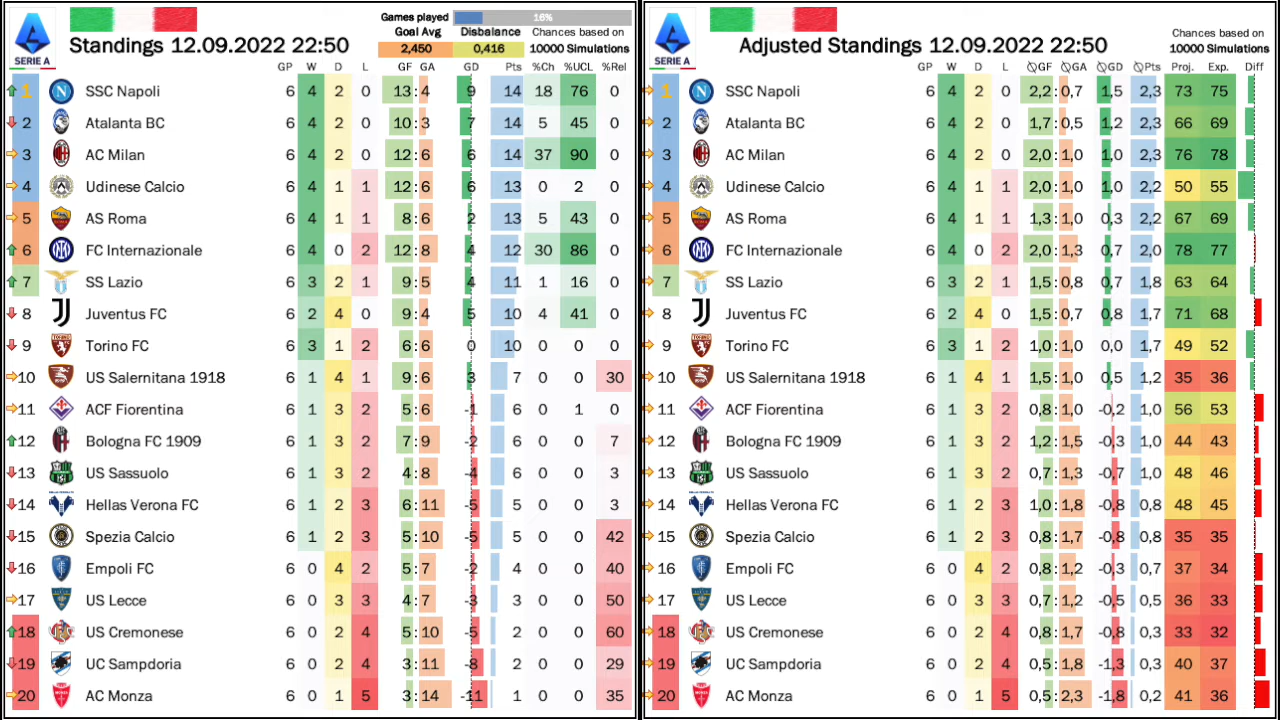 Games played 16%
Goal Avg Disbalance Chances based on
2,450 0,416 10000 Simulations
SERIE A Standings 12.09.2022 22:50
GP W D L GF GA GD Pts %Ch %UCL %Rel
1 SSC Napoli 6 4 2 0 13:4 9 14 18 76 0
2 Atalanta BC 6 4 2 0 10:3 7 14 5 45 0
3 AC Milan 6 4 2 0 12:6 6 14 37 90 0
4 Udinese Calcio 6 4 1 1 12:6 6 13 0 2 0
5 AS Roma 6 4 1 1 8:6 2 13 5 43 0
6 FC Internazionale 6 4 0 2 12:8 4 12 30 86 0
7 SS Lazio 6 3 2 1 9:5 4 11 1 16 0
8 Juventus FC 6 2 4 0 9:4 5 10 4 41 0
9 Torino FC 6 3 1 2 6:6 0 10 0 0 0
10 US Salernitana 1918 6 1 4 1 9:6 3 7 0 0 30
11 ACF Fiorentina 6 1 3 2 5:6 -1 6 0 1 0
12 Bologna FC 1909 6 1 3 2 7:9 -2 6 0 0 7
13 US Sassuolo 6 1 3 2 4:8 -4 6 0 0 3
14 Hellas Verona FC 6 1 2 3 6:11 -5 5 0 0 3
15 Spezia Calcio 6 1 2 3 5:10 -5 5 0 0 42
16 Empoli FC 6 0 4 2 5:7 -2 4 0 0 40
17 US Lecce 6 0 3 3 4:7 -3 3 0 0 50
18 US Cremonese 6 0 2 4 5:10 -5 2 0 0 60
19 UC Sampdoria 6 0 2 4 3:11 -8 2 0 0 29
20 AC Monza 6 0 1 5 3:14 -11 1 0 0 35
Chances based on
10000 Simulations
SERIE A Adjusted Standings 12.09.2022 22:50
GP W D L ∅GF ∅GA ∅GD ∅Pts Proj. Exp. Diff
1 SSC Napoli 6 4 2 0 2,2:0,7 1,5 2,3 73 75
2 Atalanta BC 6 4 2 0 1,7:0,5 1,2 2,3 66 69
3 AC Milan 6 4 2 0 2,0:1,0 1,0 2,3 76 78
4 Udinese Calcio 6 4 1 1 2,0:1,0 1,0 2,2 50 55
5 AS Roma 6 4 1 1 1,3:1,0 0,3 2,2 67 69
6 FC Internazionale 6 4 0 2 2,0:1,3 0,7 2,0 78 77
7 SS Lazio 6 3 2 1 1,5:0,8 0,7 1,8 63 64
8 Juventus FC 6 2 4 0 1,5:0,7 0,8 1,7 71 68
9 Torino FC 6 3 1 2 1,0:1,0 0,0 1,7 49 52
10 US Salernitana 1918 6 1 4 1 1,5:1,0 0,5 1,2 35 36
11 ACF Fiorentina 6 1 3 2 0,8:1,0 -0,2 1,0 56 53
12 Bologna FC 1909 6 1 3 2 1,2:1,5 -0,3 1,0 44 43
13 US Sassuolo 6 1 3 2 0,7:1,3 -0,7 1,0 48 46
14 Hellas Verona FC 6 1 2 3 1,0:1,8 -0,8 0,8 48 45
15 Spezia Calcio 6 1 2 3 0,8:1,7 -0,8 0,8 35 35
16 Empoli FC 6 0 4 2 0,8:1,2 -0,3 0,7 37 34
17 US Lecce 6 0 3 3 0,7:1,2 -0,5 0,5 36 33
18 US Cremonese 6 0 2 4 0,8:1,7 -0,8 0,3 33 32
19 UC Sampdoria 6 0 2 4 0,5:1,8 -1,3 0,3 40 37
20 AC Monza 6 0 1 5 0,5:2,3 -1,8 0,2 41 36